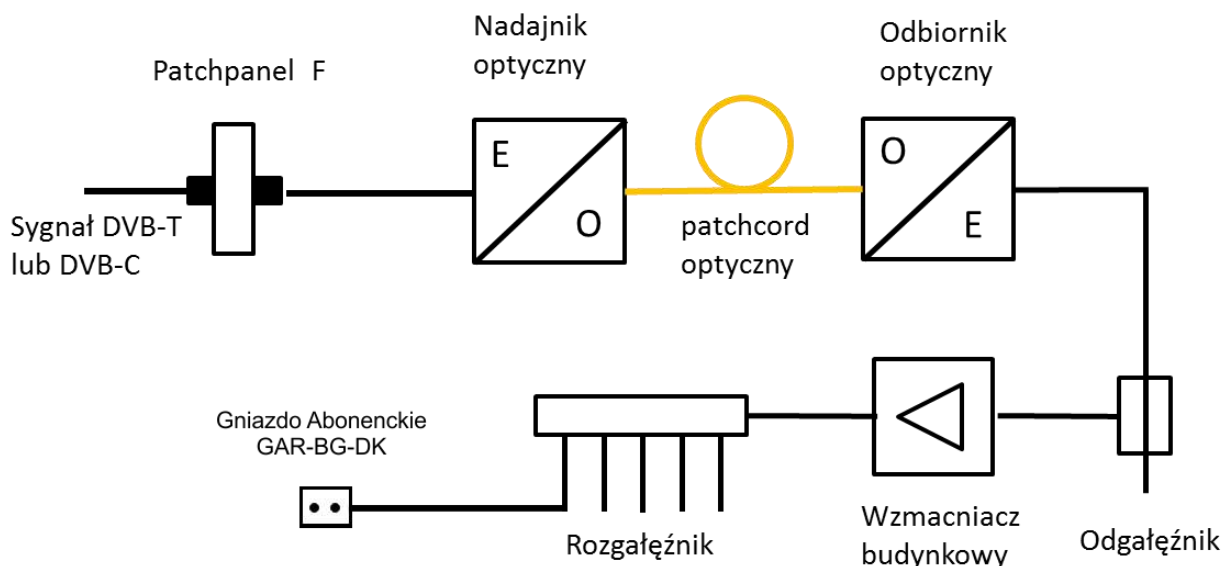 Patchpanel F
Nadajnik
optyczny
Odbiornik
optyczny
E
O
O
E
Sygnał DVB-T
lub DVB-C
patchcord
optyczny
Gniazdo Abonenckie
GAR-BG-DK
Rozgałęźnik
Wzmacniacz
budynkowy
Odgałęźnik